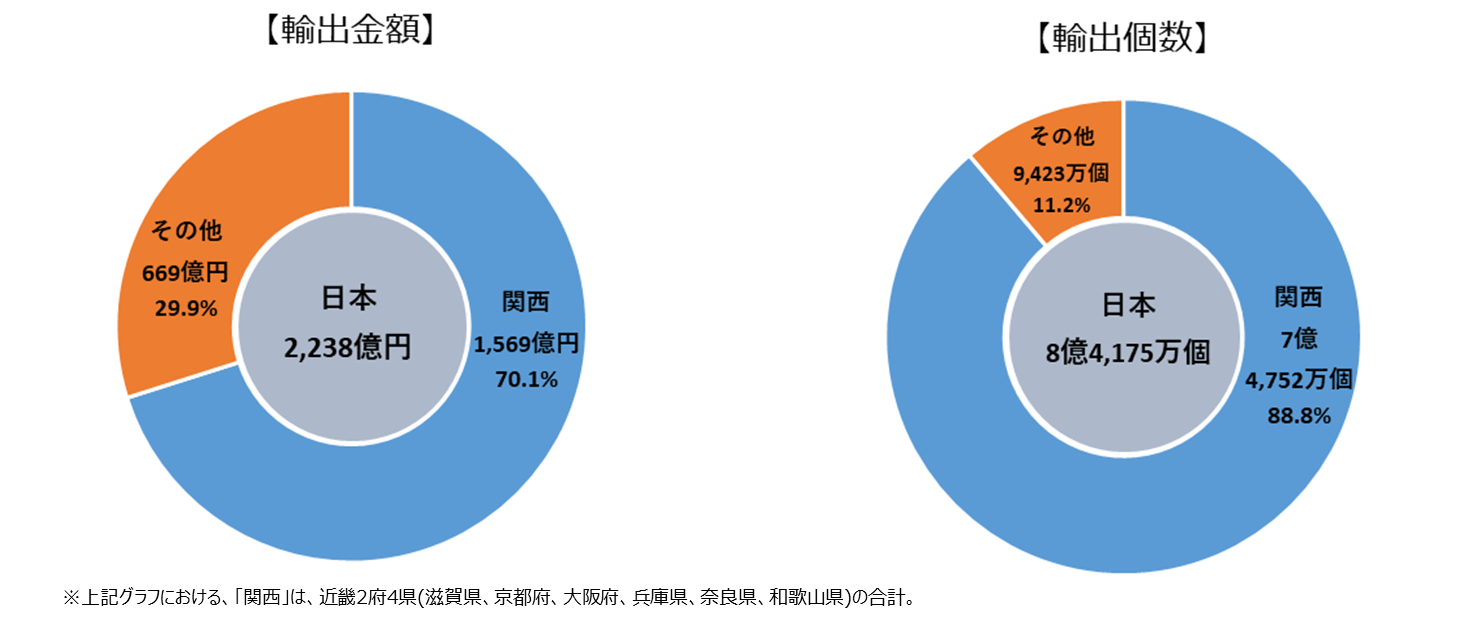 【輸出金額】
その他
669億円
29.9%
日本
2,238億円
関西
1,569億円
70.1%
【輸出個数】
その他
9,423万個
11.2%
日本
8億4,175万個
関西
7億
4,752万個
88.8%
※上記グラフにおける、「関西」は、近畿2府4県(滋賀県、京都府、大阪府、兵庫県、奈良県、和歌山県)の合計。